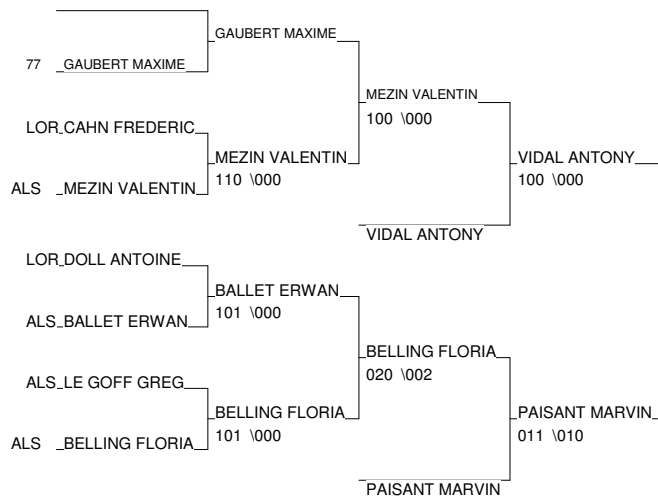 GAUBERT MAXIME
77 GAUBERT MAXIME
MEZIN VALENTIN
100 \000
LOR CAHN FREDERIC
MEZIN VALENTIN
110 \000
VIDAL ANTONY
100 \000
ALS MEZIN VALENTIN
VIDAL ANTONY
LOR DOLL ANTOINE
BALLET ERWAN
101 \000
ALS BALLET ERWAN
BELLING FLORIA
020 \002
ALS LE GOFF GREG
BELLING FLORIA
101 \000
PAISANT MARVIN
011 \010
ALS BELLING FLORIA
PAISANT MARVIN